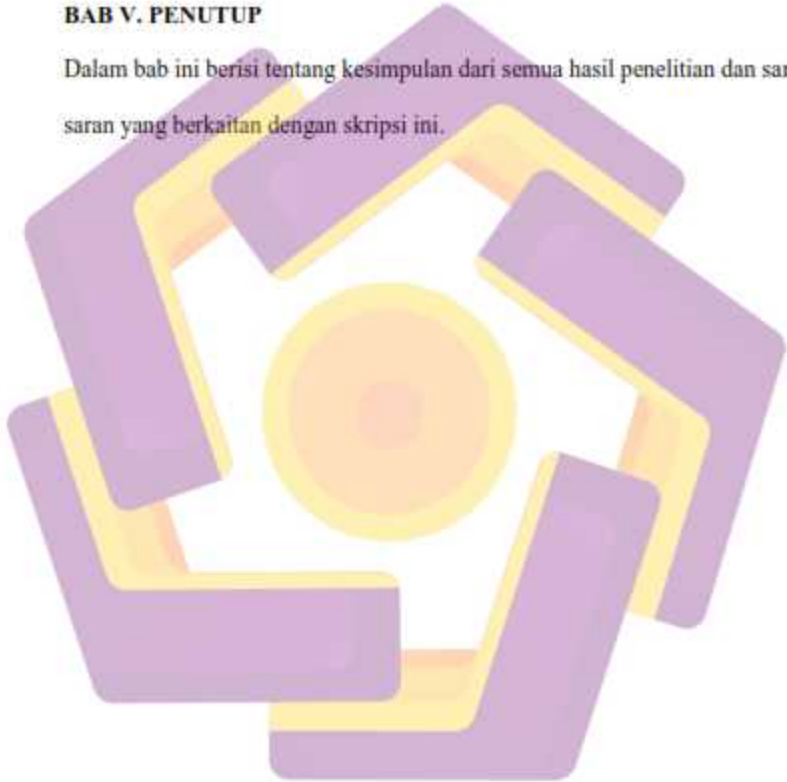 BAB V. PENUTUP
Dalam bab ini berisi tentang kesimpulan dari semua hasil penelitian dan
saran yang berkaitan dengan skripsi ini.